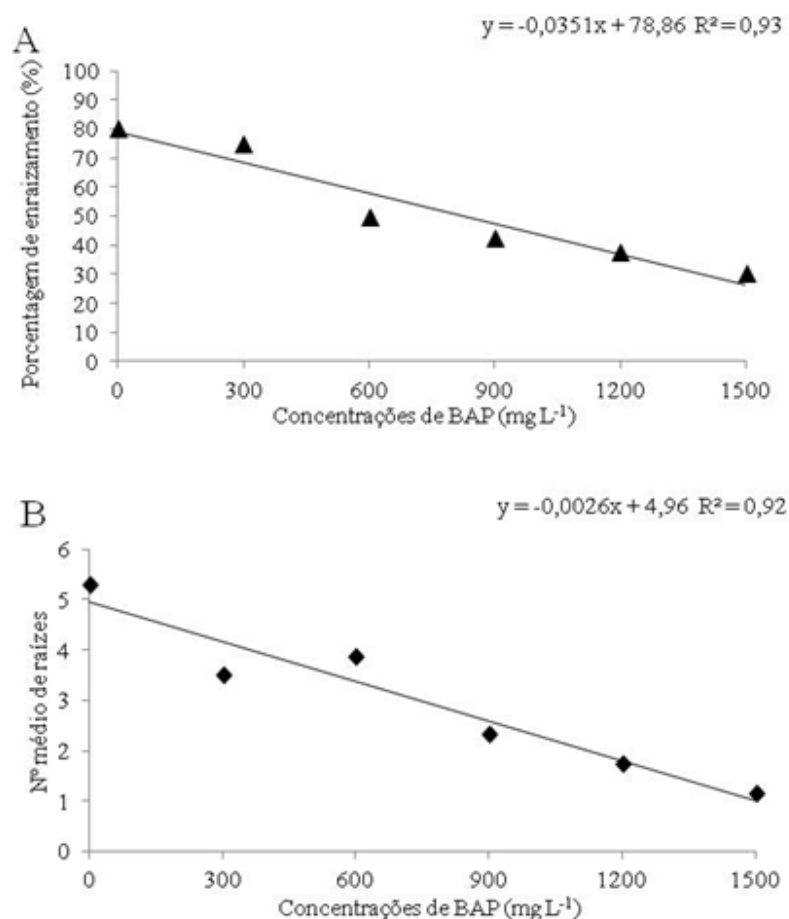 A
y = -0,0351x + 78,86 R² = 0,93
Porcentagem de enraizamento (%)
100
90
80
70
60
50
40
30
20
10
0
0 300 600 900 1200 1500
Concentrações de BAP (mg L⁻¹)
B
y = -0,0026x + 4,96 R² = 0,92
Nº médio de raízes
6
5
4
3
2
1
0
0 300 600 900 1200 1500
Concentrações de BAP (mg L⁻¹)